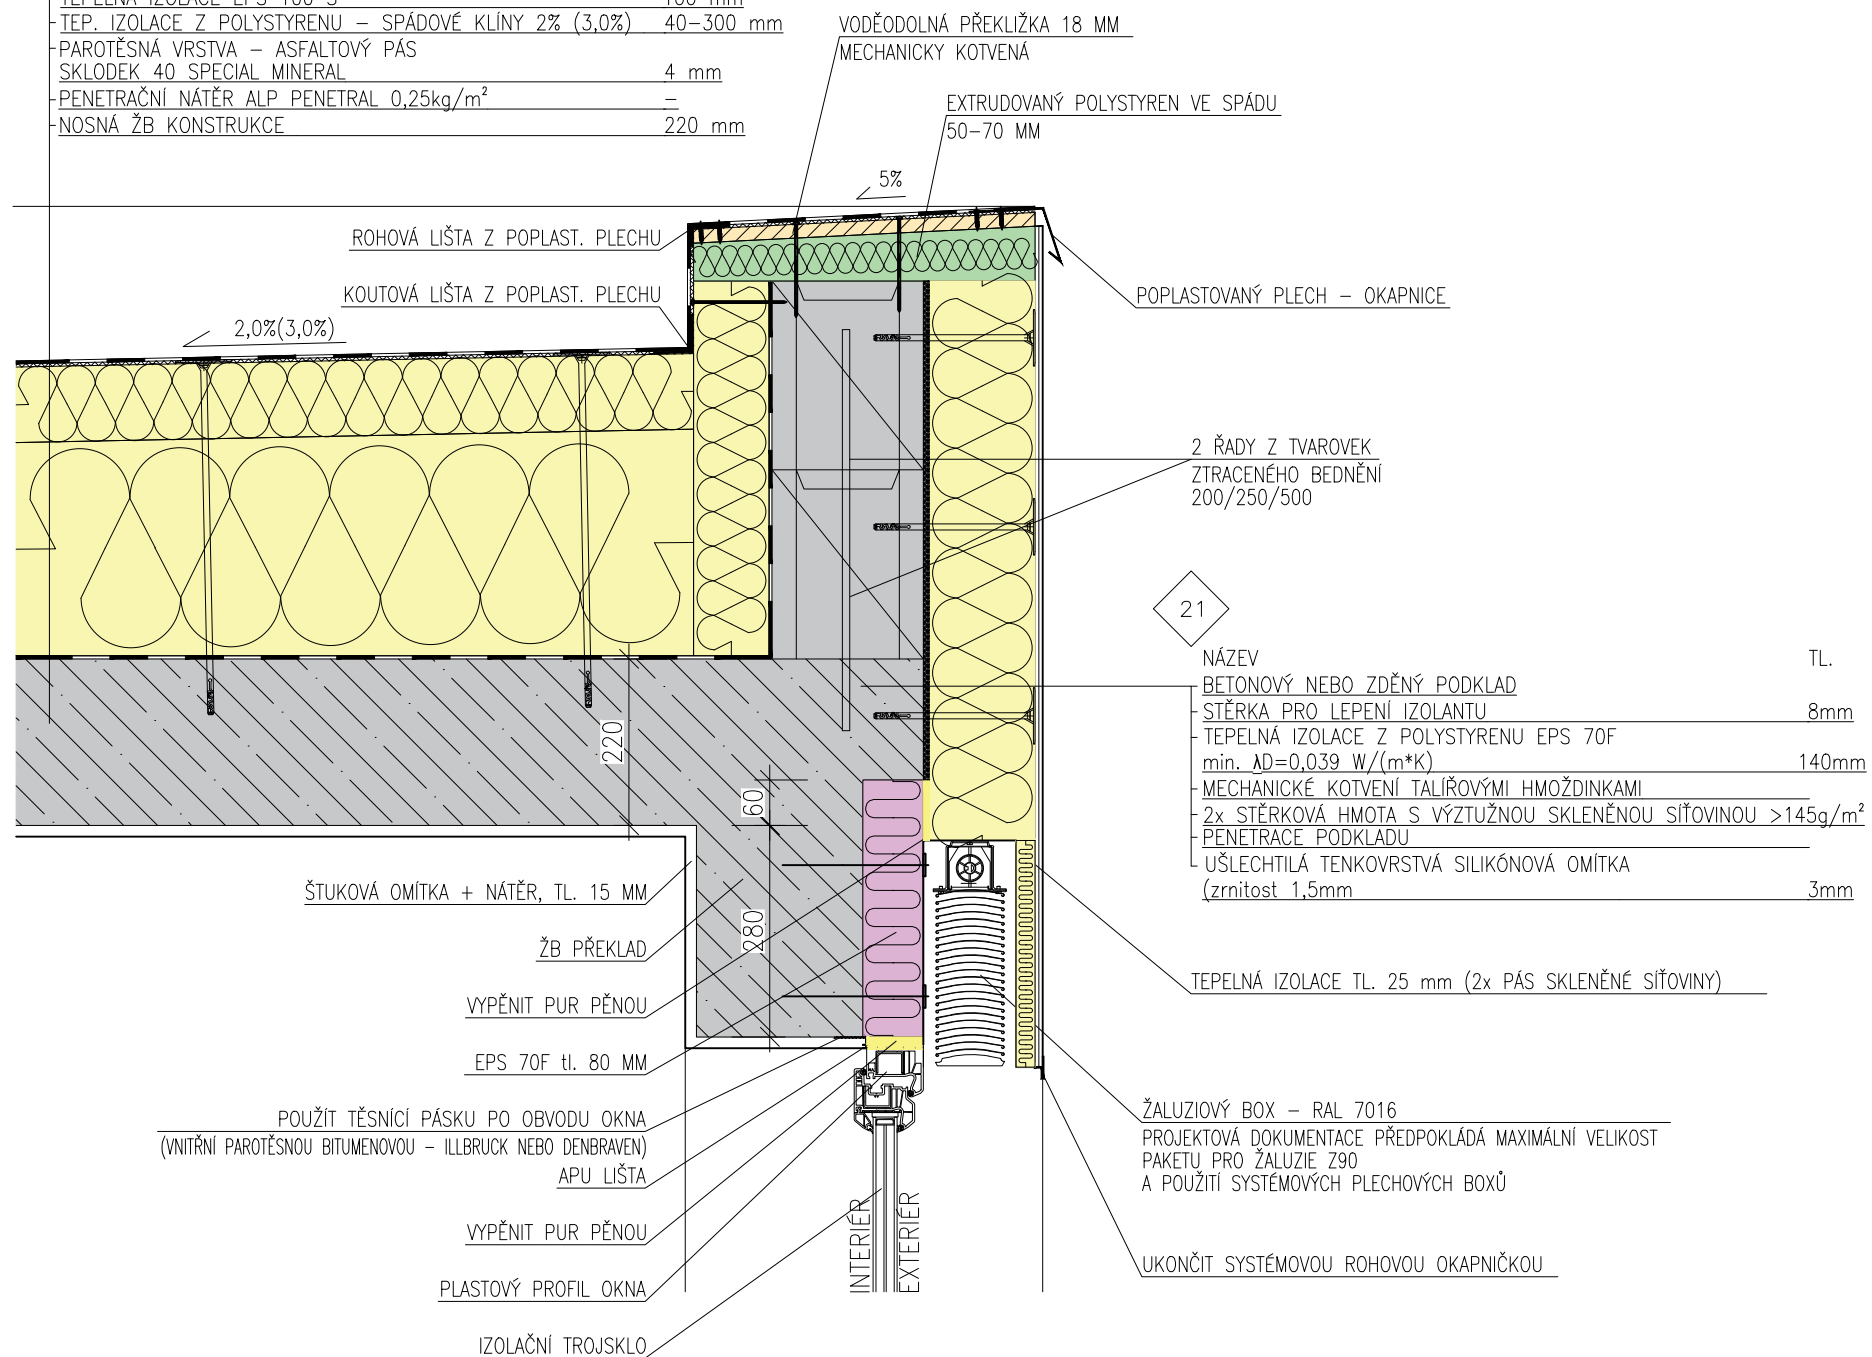 TEPELNÁ IZOLACE EPS 100 S 100 mm
TEP. IZOLACE Z POLYSTYRENU – SPÁDOVÉ KLÍNY 2% (3,0%) 40-300 mm
PAROTĚSNÁ VRSTVA – ASFALTOVÝ PÁS
SKLODEK 40 SPECIAL MINERAL 4 mm
PENETRAČNÍ NÁTĚR ALP PENETRAL 0,25kg/m² –
NOSNÁ ŽB KONSTRUKCE 220 mm
VODĚODOLNÁ PŘEKLIŽKA 18 MM
MECHANICKY KOTVENÁ
EXTRUDOVANÝ POLYSTYREN VE SPÁDU
50-70 MM
5%
ROHOVÁ LIŠTA Z POPLAST. PLECHU
KOUTOVÁ LIŠTA Z POPLAST. PLECHU
2,0%(3,0%)
POPLASTOVANÝ PLECH – OKAPNICE
2 ŘADY Z TVAROVEK
ZTRACENÉHO BEDNĚNÍ
200/250/500
21
NÁZEV TL.
BETONOVÝ NEBO ZDĚNÝ PODKLAD
STĚRKA PRO LEPENÍ IZOLANTU 8mm
TEPELNÁ IZOLACE Z POLYSTYRENU EPS 70F
min. λD=0,039 W/(m*K) 140mm
MECHANICKÉ KOTVENÍ TALÍŘOVÝMI HMOŽDINKAMI
2x STĚRKOVÁ HMOTA S VÝZTUŽNOU SKLENĚNOU SÍŤOVINOU >145g/m²
PENETRACE PODKLADU
UŠLECHTILÁ TENKOVRSTVÁ SILIKÓNOVÁ OMÍTKA
(zrnitost 1,5mm 3mm
220
60
280
ŠTUKOVÁ OMÍTKA + NÁTĚR, TL. 15 MM
ŽB PŘEKLAD
VYPĚNIT PUR PĚNOU
EPS 70F tl. 80 MM
POUŽÍT TĚSNÍCÍ PÁSKU PO OBVODU OKNA
(VNITŘNÍ PAROTĚSNOU BITUMENOVOU – ILLBRUCK NEBO DENBRAVEN)
APU LIŠTA
VYPĚNIT PUR PĚNOU
PLASTOVÝ PROFIL OKNA
IZOLAČNÍ TROJSKLO
INTERIÉR
EXTERIÉR
TEPELNÁ IZOLACE TL. 25 mm (2x PÁS SKLENĚNÉ SÍŤOVINY)
ŽALUZIOVÝ BOX – RAL 7016
PROJEKTOVÁ DOKUMENTACE PŘEDPOKLÁDÁ MAXIMÁLNÍ VELIKOST
PAKETU PRO ŽALUZIE Z90
A POUŽITÍ SYSTÉMOVÝCH PLECHOVÝCH BOXŮ
UKONČIT SYSTÉMOVOU ROHOVOU OKAPNIČKOU